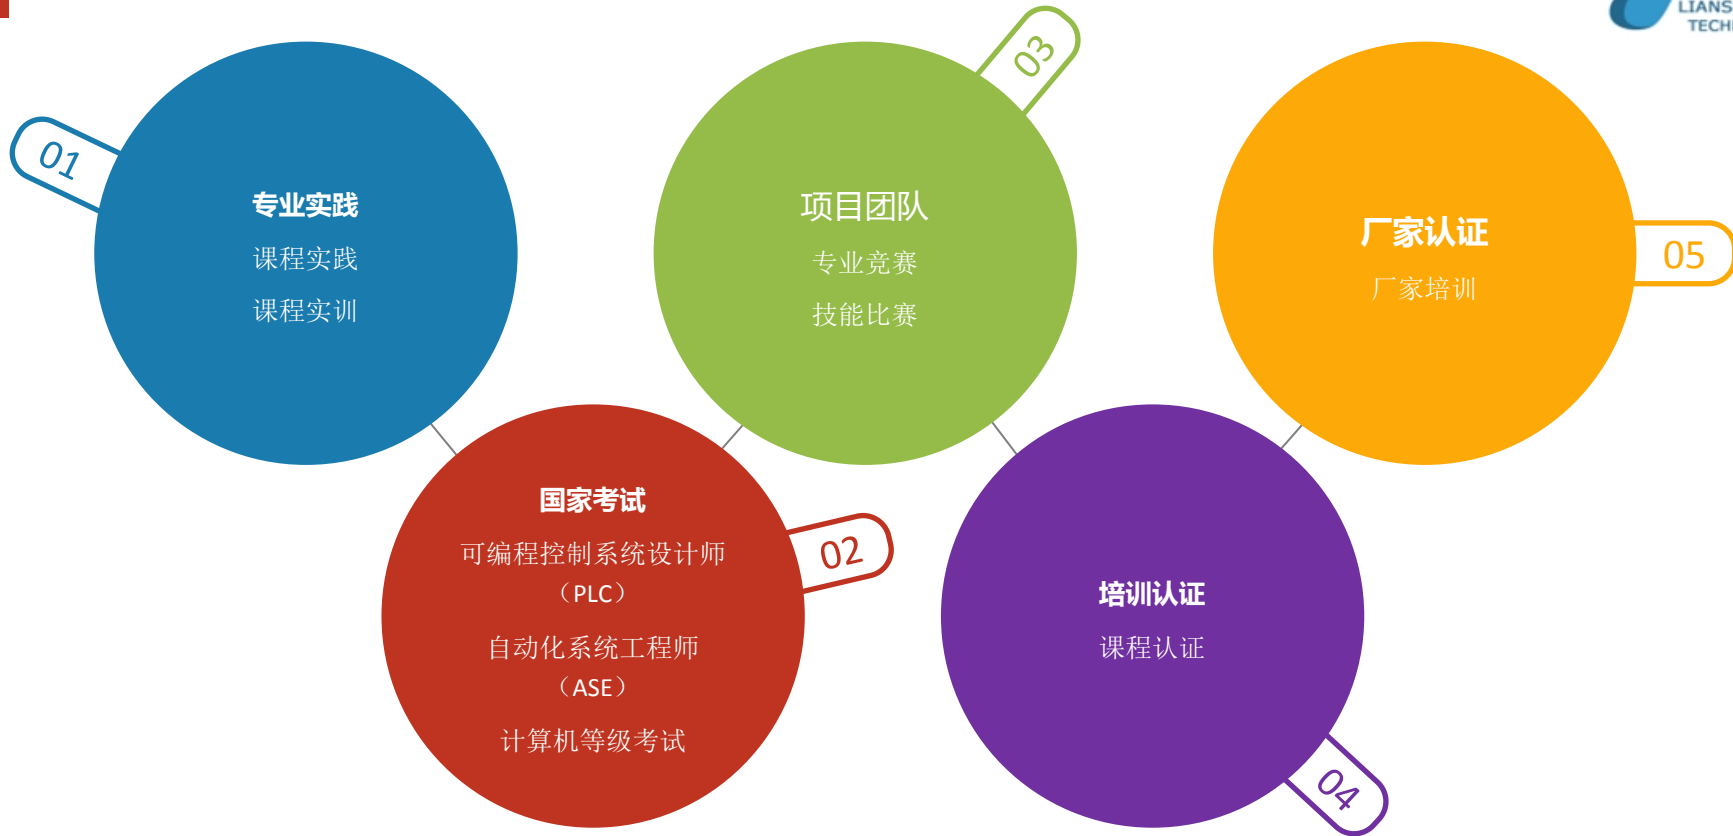 01
专业实践
课程实践
课程实训
02
国家考试
可编程控制系统设计师
（PLC）
自动化系统工程师
（ASE）
计算机等级考试
03
项目团队
专业竞赛
技能比赛
04
培训认证
课程认证
05
厂家认证
厂家培训